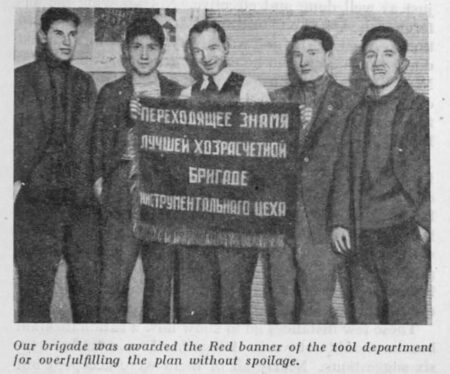 ПЕРЕХОДЯЩЕЕ ЗНАМЯ
ЛУЧШЕЙ ХОЗРАСЧЕТНОЙ
БРИГАДЕ
ИНСТРУМЕНТАЛЬНОГО ЦЕХА
Our brigade was awarded the Red banner of the tool department
for overfulfilling the plan without spoilage.